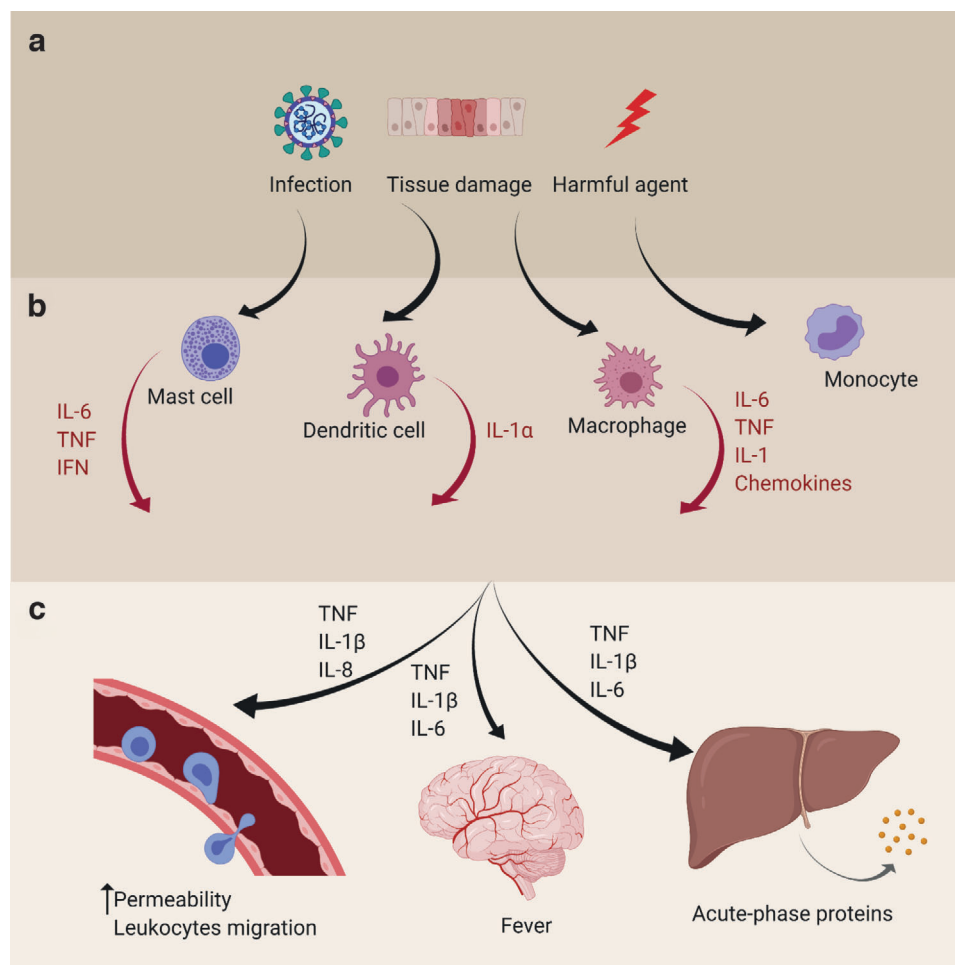 a
Infection
Tissue damage
Harmful agent
b
Mast cell
IL-6
TNF
IFN
Dendritic cell
IL-1α
Macrophage
Monocyte
IL-6
TNF
IL-1
Chemokines
c
TNF
IL-1β
IL-8
TNF
IL-1β
IL-6
TNF
IL-1β
IL-6
↑Permeability
Leukocytes migration
Fever
Acute-phase proteins